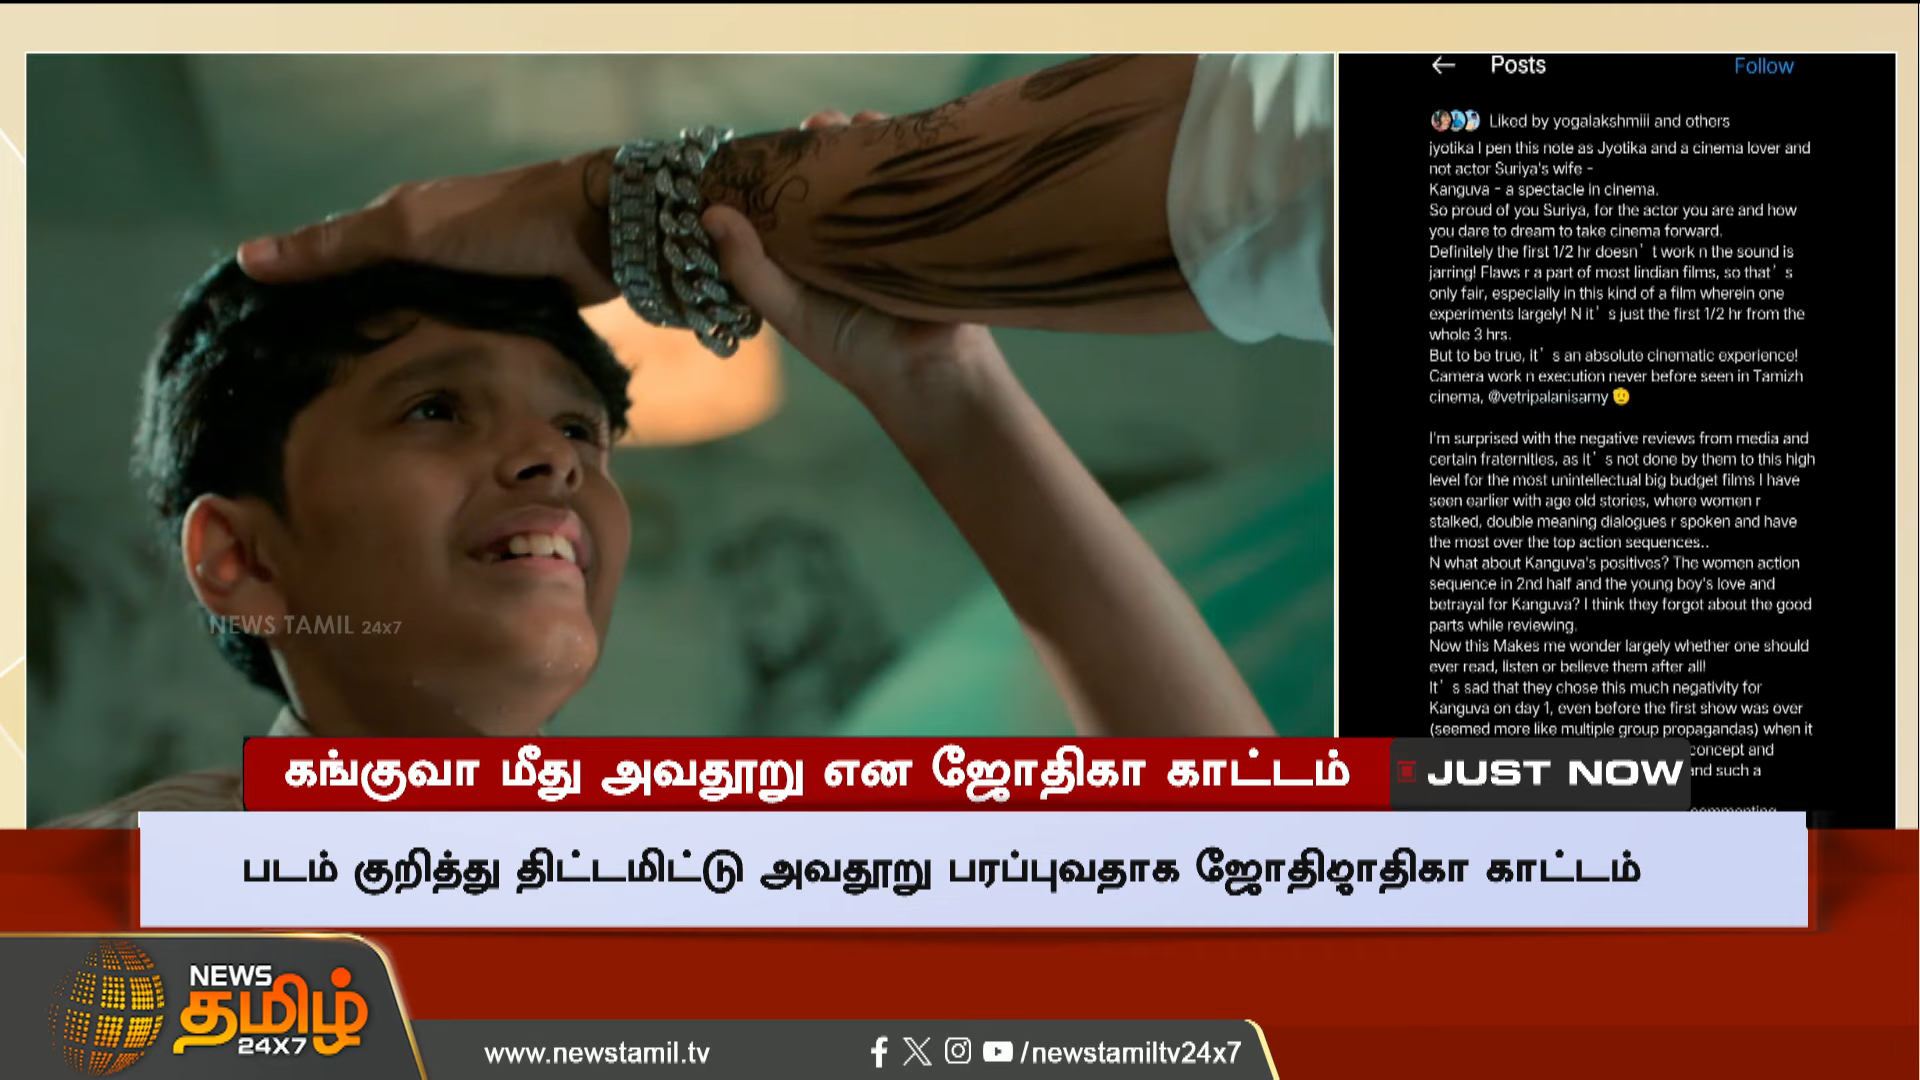 Posts
Follow
Liked by yogalakshmiii and others
jyotika I pen this note as Jyotika and a cinema lover and
not actor Suriya's wife -
Kanguva - a spectacle in cinema.
So proud of you Suriya, for the actor you are and how
you dare to dream to take cinema forward.
Definitely the first 1/2 hr doesn't work n the sound is
jarring! Flaws r a part of most Iindian films, so that's
only fair, especially in this kind of a film wherein one
experiments largely! N it's just the first 1/2 hr from the
whole 3 hrs.
But to be true, it's an absolute cinematic experience!
Camera work n execution never before seen in Tamizh
cinema, @vetripalanisamy 🫡
I'm surprised with the negative reviews from media and
certain fraternities, as it's not done by them to this high
level for the most unintellectual big budget films I have
seen earlier with age old stories, where women r
stalked, double meaning dialogues r spoken and have
the most over the top action sequences..
N what about Kanguva's positives? The women action
sequence in 2nd half and the young boy's love and
betrayal for Kanguva? I think they forgot about the good
parts while reviewing.
Now this Makes me wonder largely whether one should
ever read, listen or believe them after all!
It's sad that they chose this much negativity for
Kanguva on day 1, even before the first show was over
(seemed more like multiple group propagandas) when it
concept and
and such a
NEWS TAMIL 24x7
கங்குவா மீது அவதூறு என ஜோதிகா காட்டம்
JUST NOW
படம் குறித்து திட்டமிட்டு அவதூறு பரப்புவதாக காட்டம்
NEWS
தமிழ்
24X7
www.newstamil.tv
/newstamiltv24x7